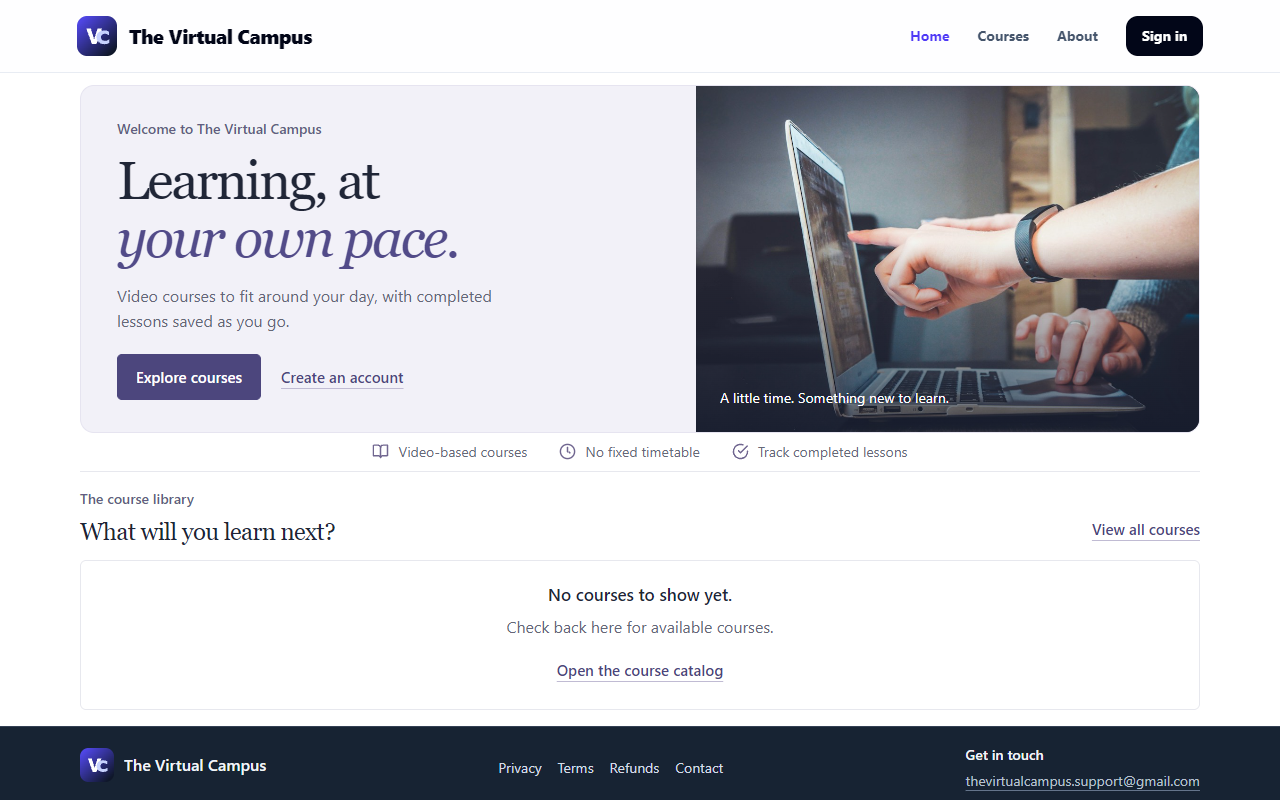 VC The Virtual Campus
Home Courses About Sign in
Welcome to The Virtual Campus
Learning, at
your own pace.
Video courses to fit around your day, with completed
lessons saved as you go.
Explore courses Create an account
A little time. Something new to learn.
Video-based courses No fixed timetable Track completed lessons
The course library
What will you learn next?
View all courses
No courses to show yet.
Check back here for available courses.
Open the course catalog
VC The Virtual Campus
Privacy Terms Refunds Contact
Get in touch
thevirtualcampus.support@gmail.com